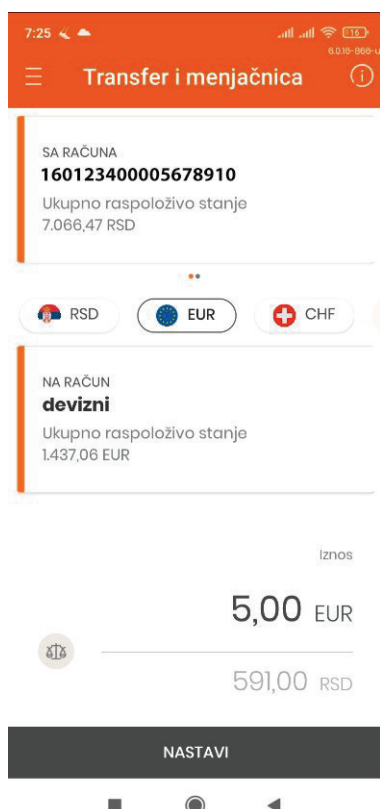 7:25
16
6.0.16-866-u
Transfer i menjačnica
SA RAČUNA
160123400005678910
Ukupno raspoloživo stanje
7.066,47 RSD
RSD EUR CHF
NA RAČUN
devizni
Ukupno raspoloživo stanje
1.437,06 EUR
Iznos
5,00 EUR
591,00 RSD
NASTAVI